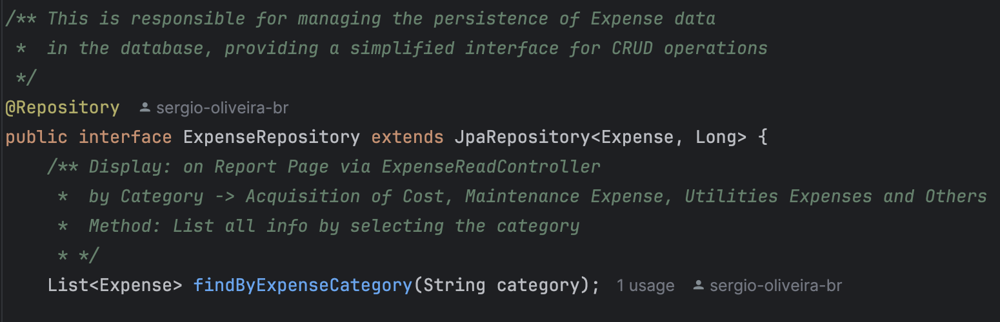 /** This is responsible for managing the persistence of Expense data
 *  in the database, providing a simplified interface for CRUD operations
 */
@Repository  sergio-oliveira-br
public interface ExpenseRepository extends JpaRepository<Expense, Long> {
    /** Display: on Report Page via ExpenseReadController
     *  by Category -> Acquisition of Cost, Maintenance Expense, Utilities Expenses and Others
     *  Method: List all info by selecting the category
     * */
    List<Expense> findByExpenseCategory(String category);  1 usage  sergio-oliveira-br